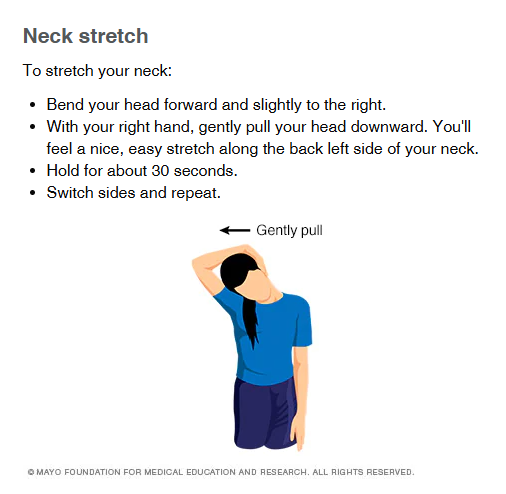 Neck stretch
To stretch your neck:
• Bend your head forward and slightly to the right.
• With your right hand, gently pull your head downward. You'll
feel a nice, easy stretch along the back left side of your neck.
• Hold for about 30 seconds.
• Switch sides and repeat.
Gently pull
© MAYO FOUNDATION FOR MEDICAL EDUCATION AND RESEARCH. ALL RIGHTS RESERVED.